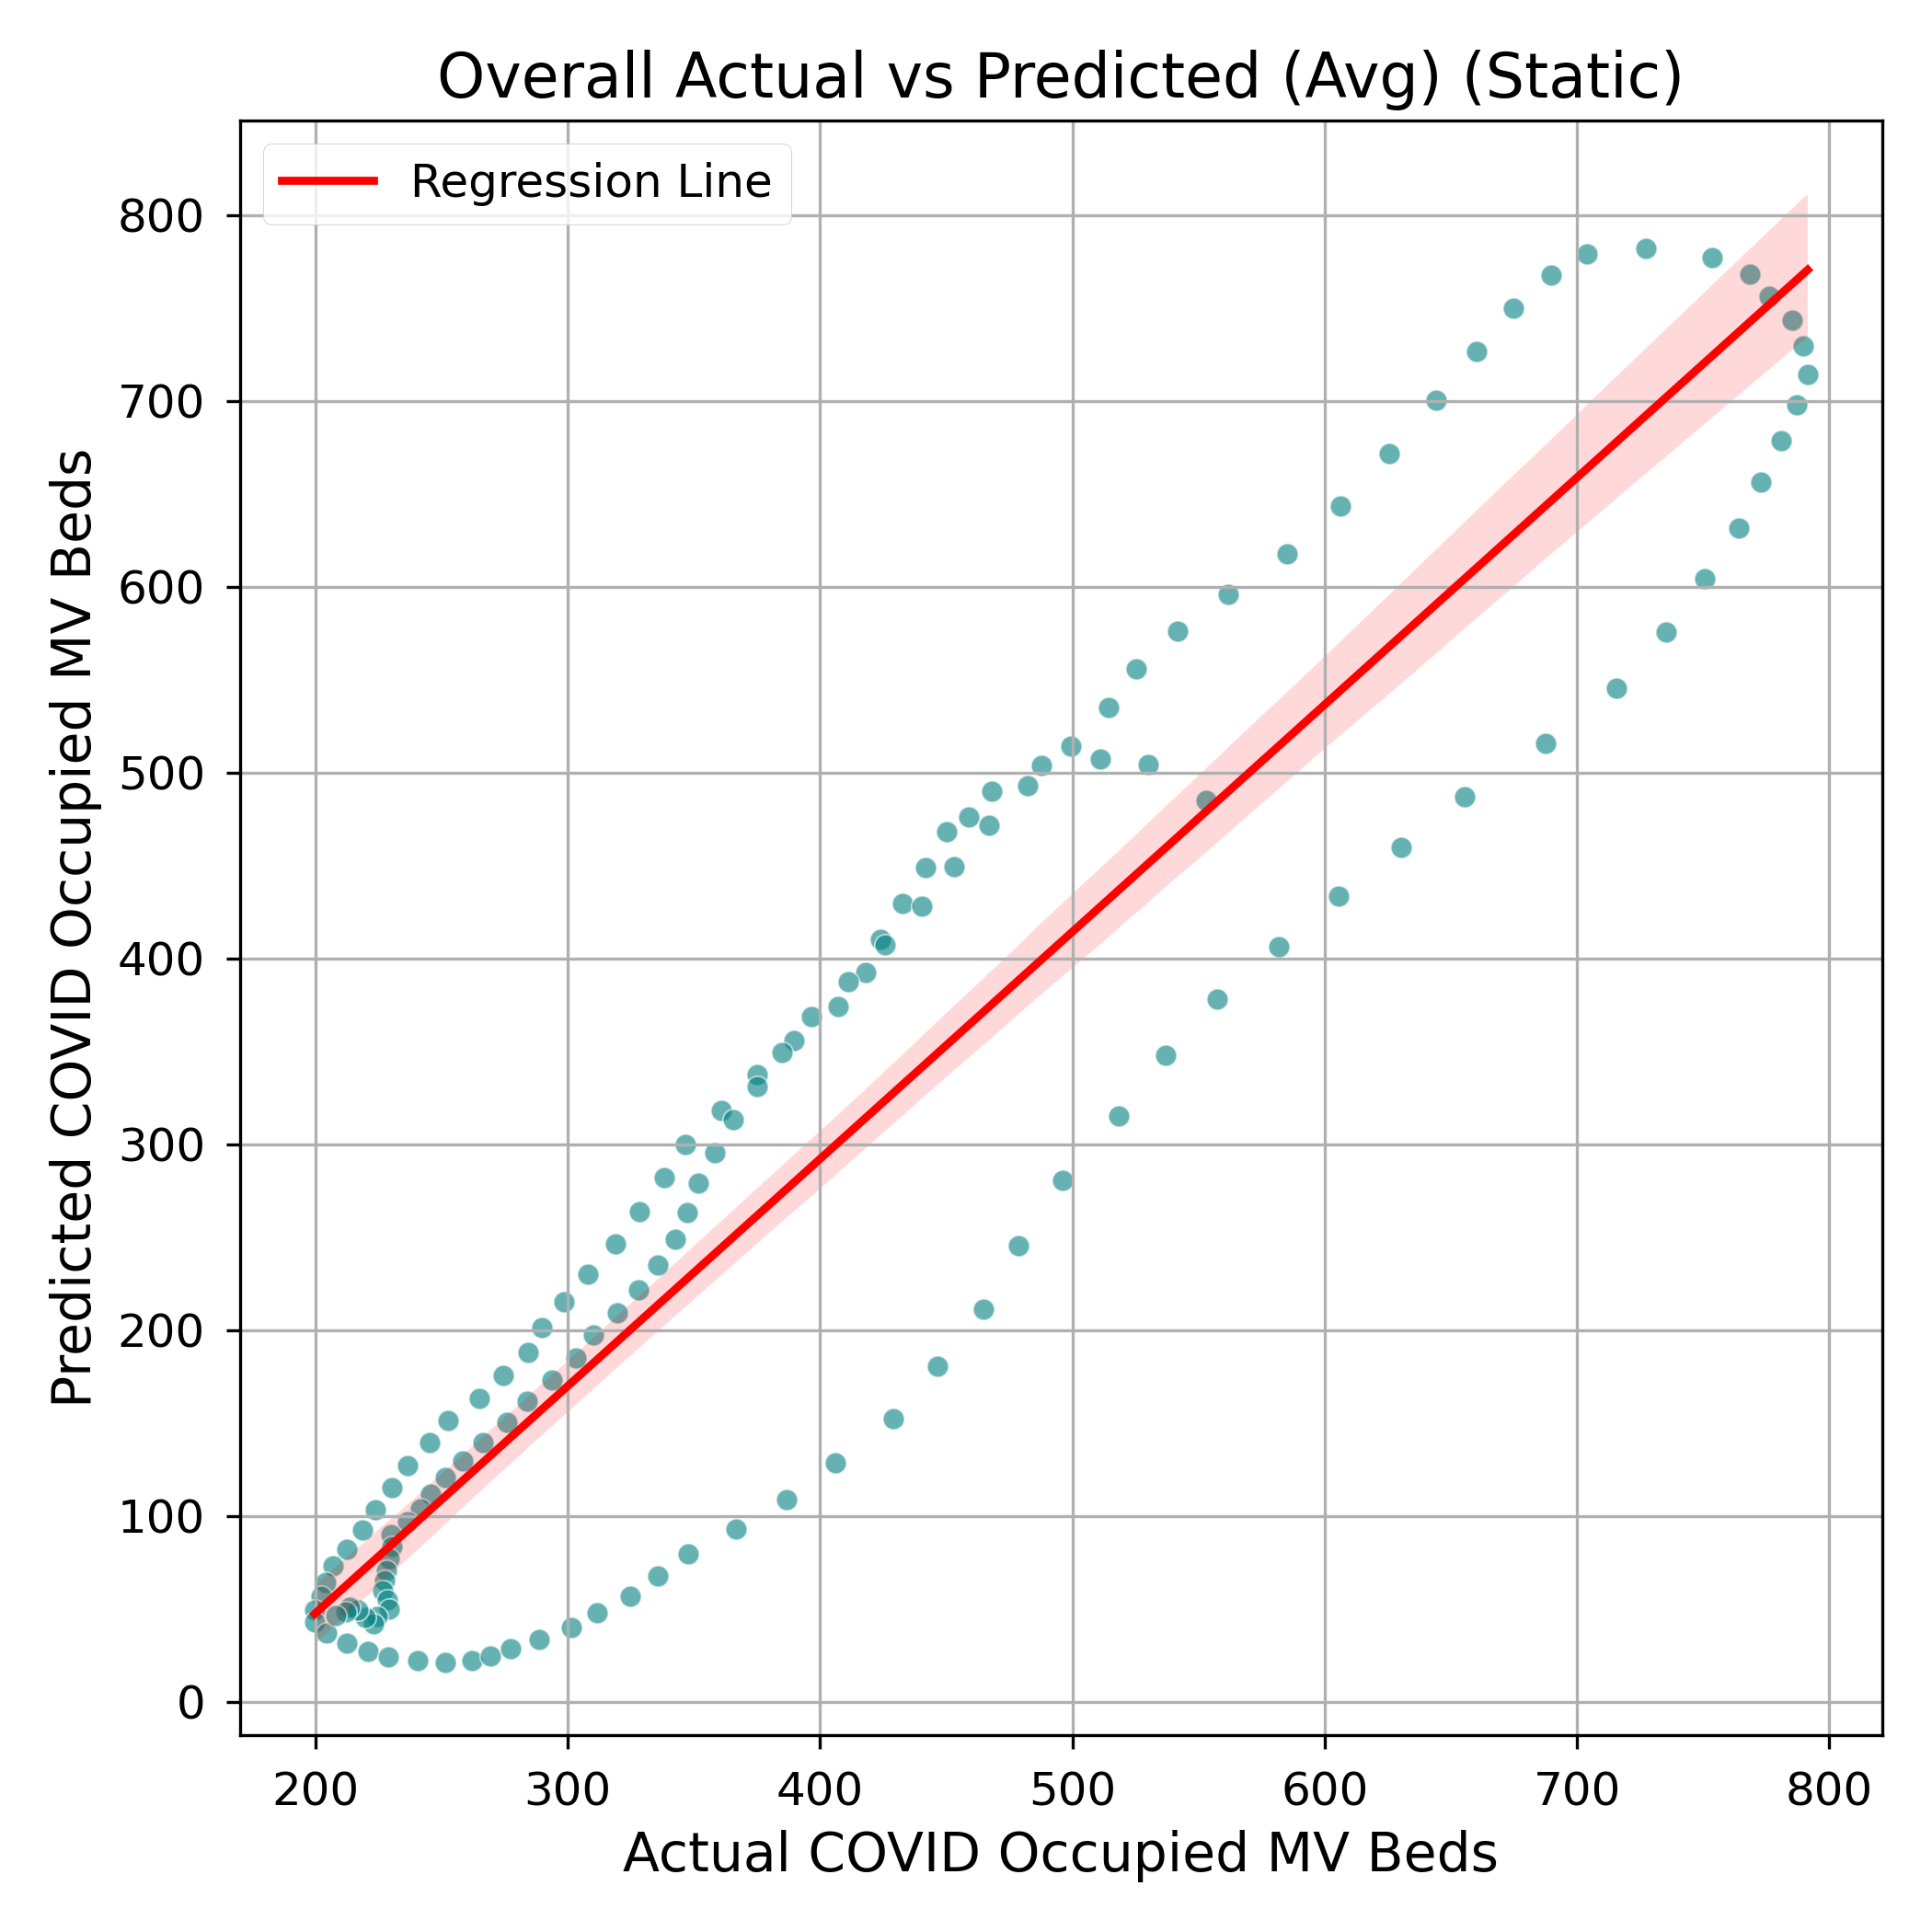 Overall Actual vs Predicted (Avg) (Static)
Regression Line
Predicted COVID Occupied MV Beds
800
700
600
500
400
300
200
100
0
200 300 400 500 600 700 800
Actual COVID Occupied MV Beds